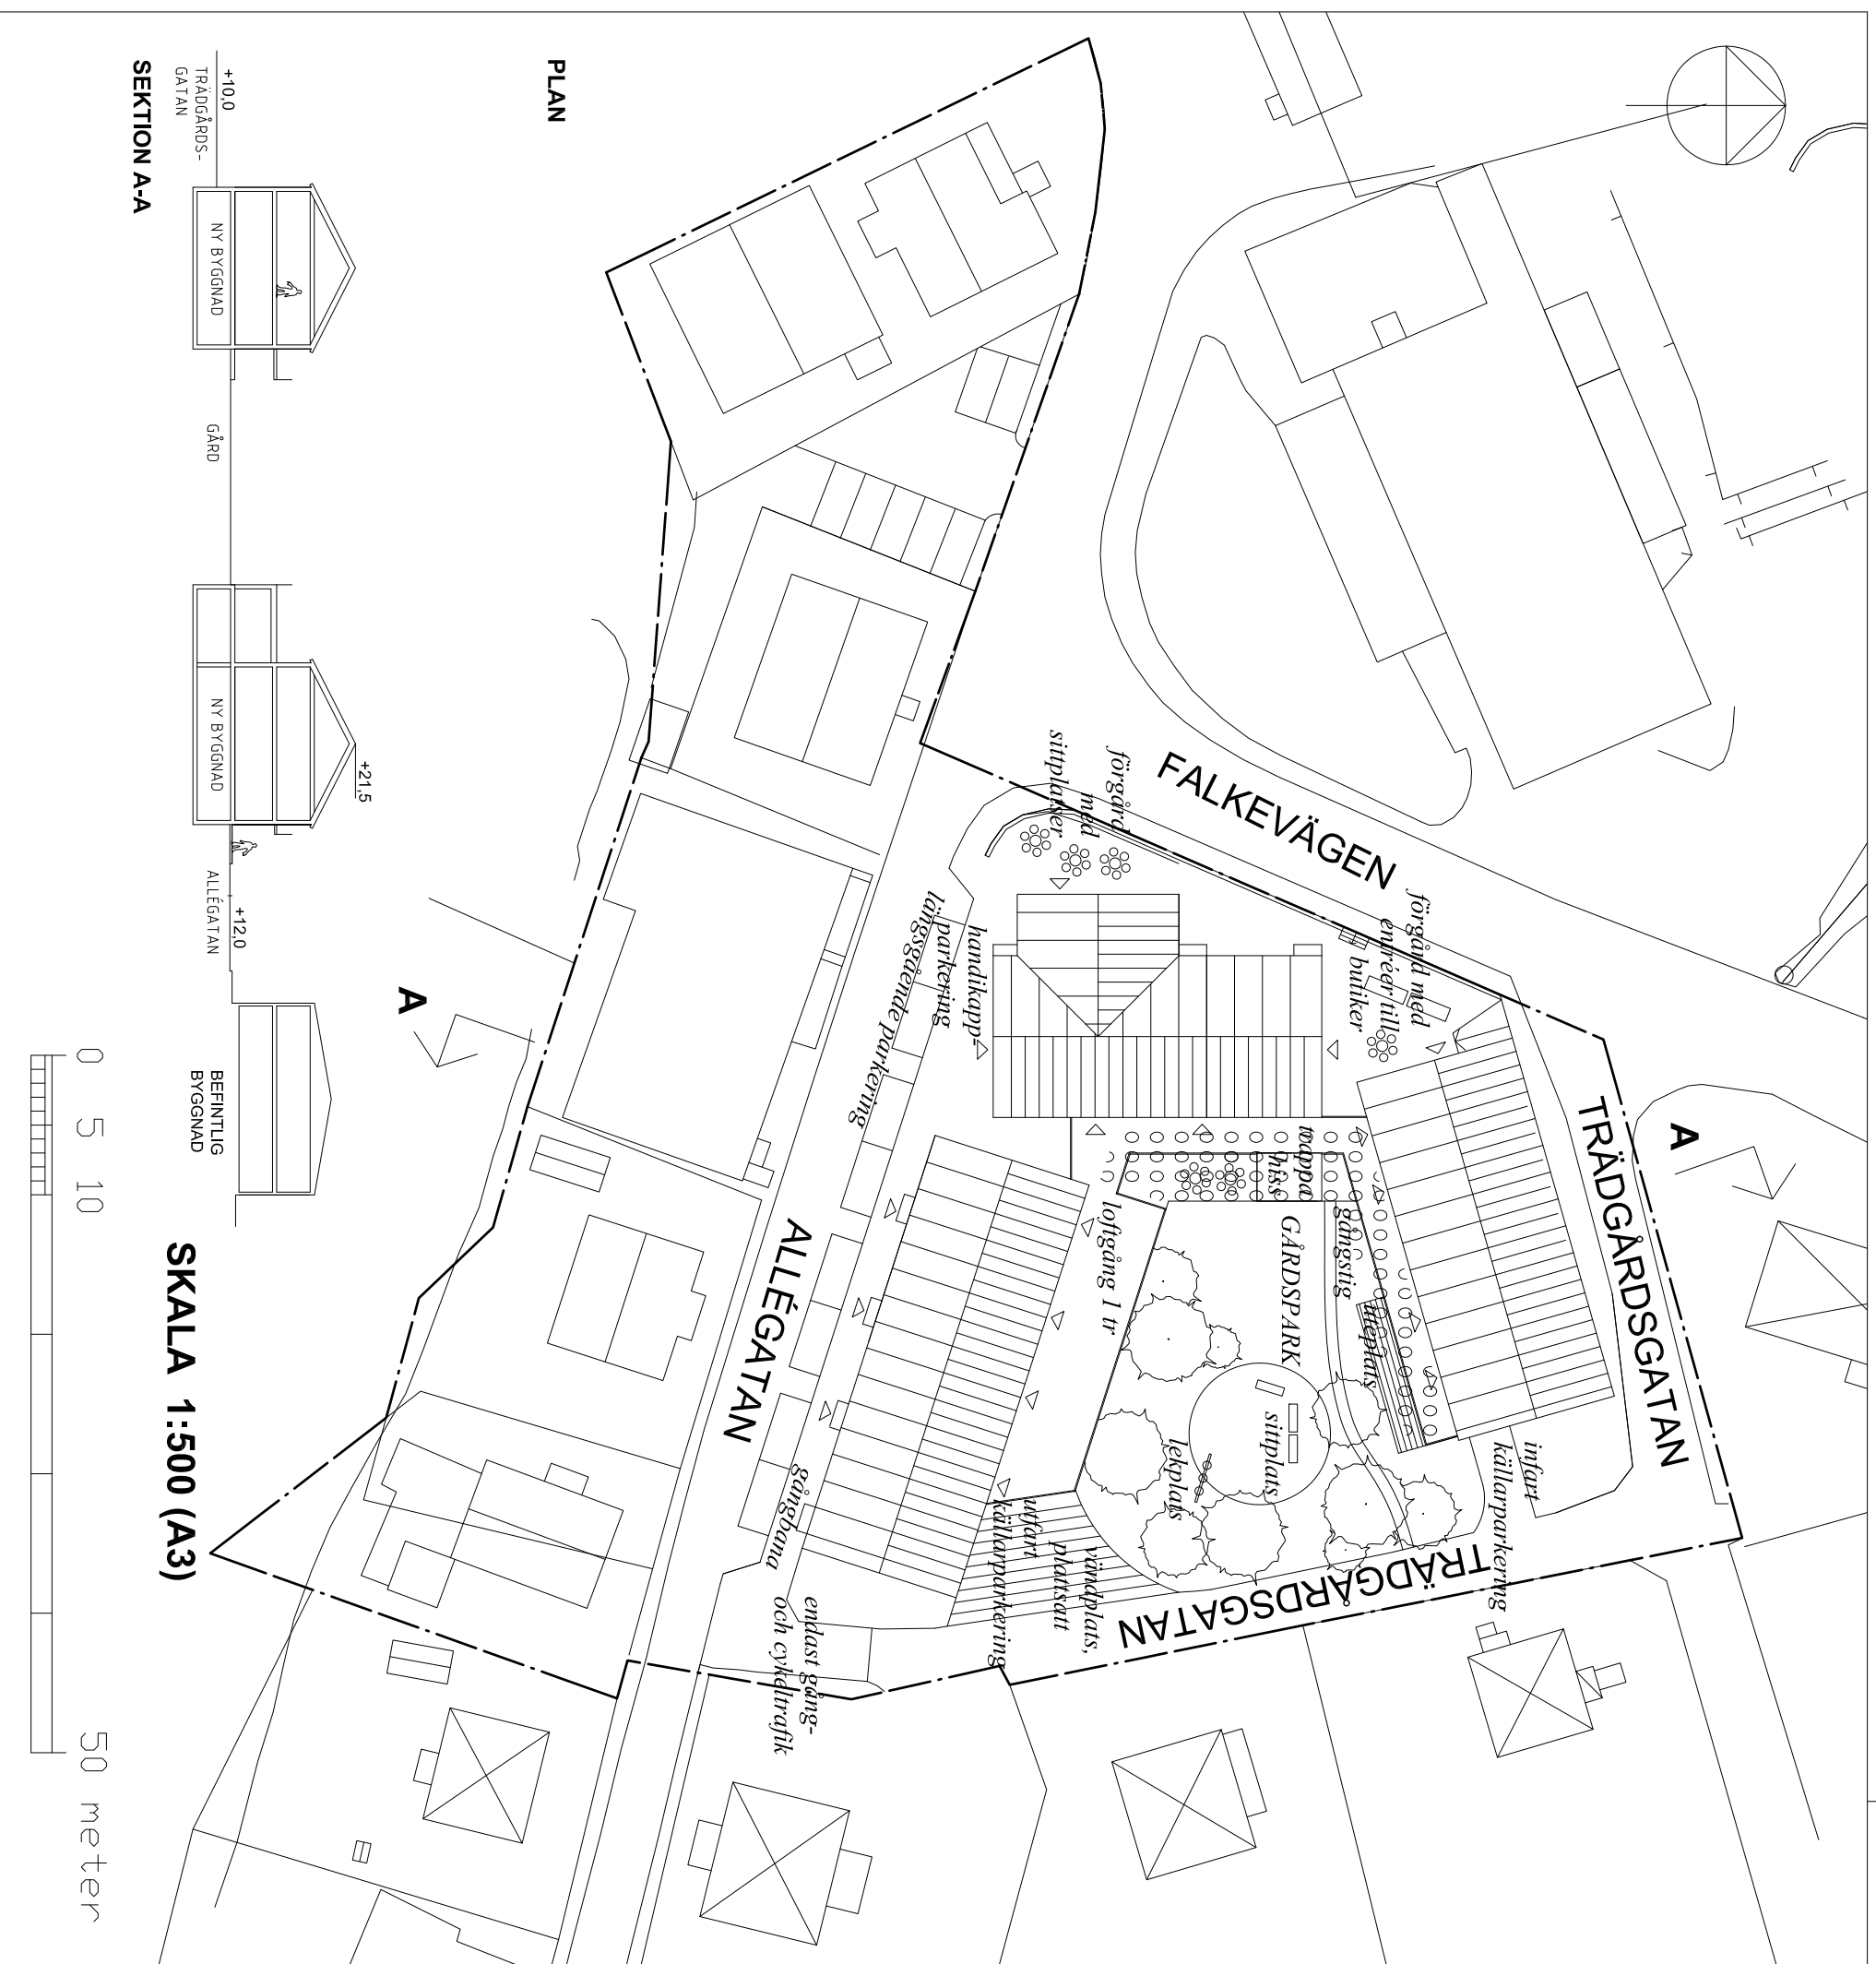 PLAN
FALKEVÄGEN
TRÄDGÅRDSGATAN
TRÄDGÅRDSGATAN
ALLÉGATAN
A
A
förgård
med
sittplatser
förgård med
entréer till
butiker
handikapp-
parkering
längsgående parkering
trappa
hiss
loftgång 1 tr
GÅRDSPARK
gångstig
uteplats
sittplats
lekplats
infart
källarparkering
utfart
källarparkering
vändplats,
plattsatt
gångbana
endast gång-
och cykeltrafik
SEKTION A-A
+10,0
TRÄDGÅRDS-
GATAN
NY BYGGNAD
GÅRD
NY BYGGNAD
+21,5
ALLÉGATAN
+12,0
BEFINTLIG
BYGGNAD
SKALA 1:500 (A3)
0 5 10 50 meter